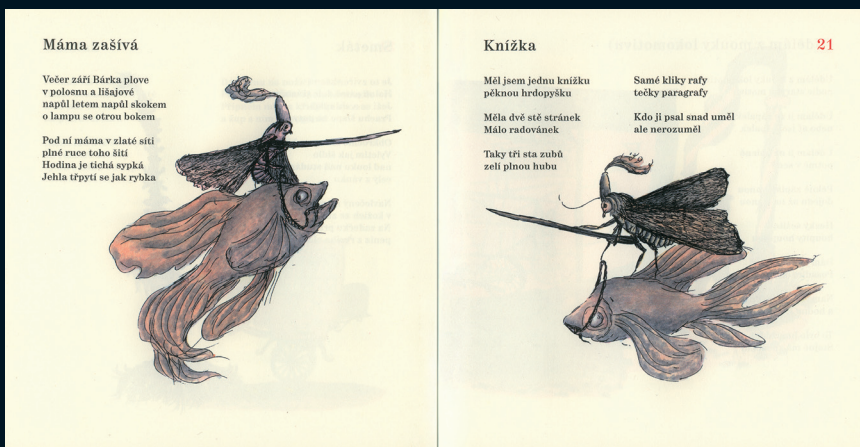 Máma zašívá
Večer září Bárka plove
v polosnu a lišajové
napůl letem napůl skokem
o lampu se otrou bokem
Pod ní máma v zlaté síti
plné ruce toho šití
Hodina je tichá sypká
Jehla třpytí se jak rybka
Knížka
21
Měl jsem jednu knížku
pěknou hrdopyšku
Měla dvě stě stránek
Málo radovánek
Taky tři sta zubů
zelí plnou hubu
Samé kliky rafy
tečky paragrafy
Kdo ji psal snad uměl
ale nerozuměl